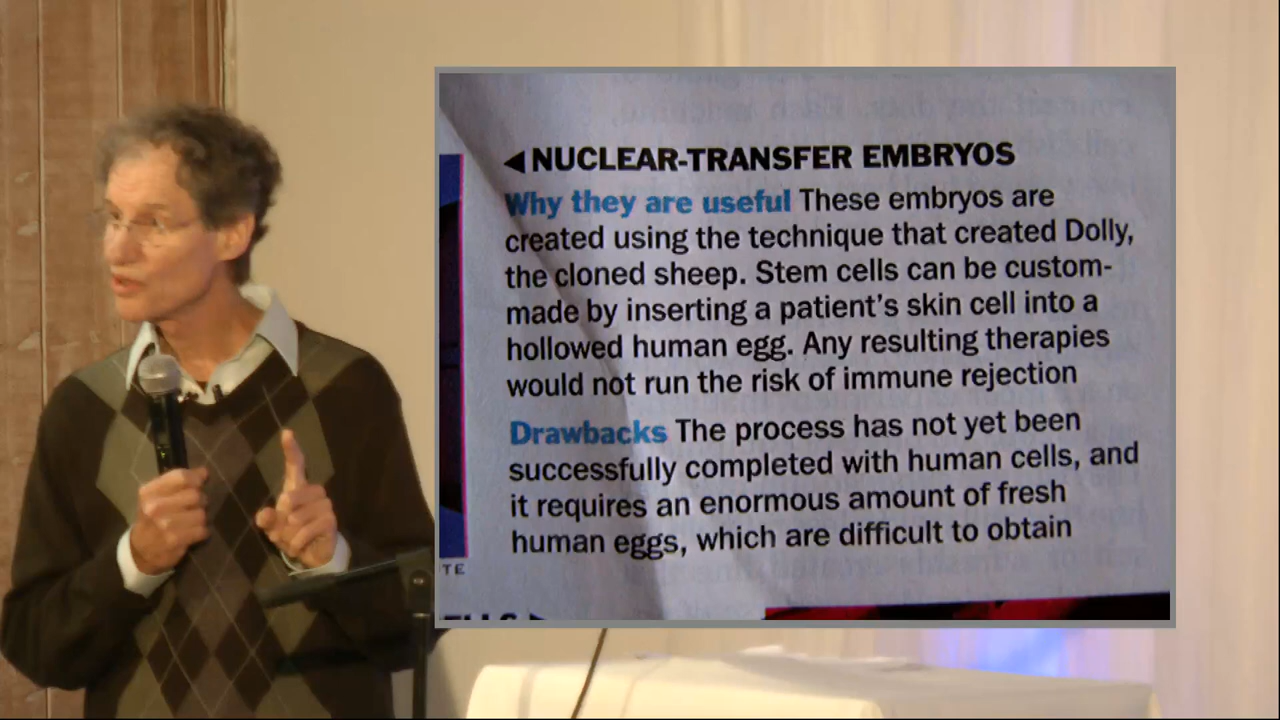 ◀ NUCLEAR-TRANSFER EMBRYOS
Why they are useful These embryos are
created using the technique that created Dolly,
the cloned sheep. Stem cells can be custom-
made by inserting a patient's skin cell into a
hollowed human egg. Any resulting therapies
would not run the risk of immune rejection
Drawbacks The process has not yet been
successfully completed with human cells, and
it requires an enormous amount of fresh
human eggs, which are difficult to obtain
TE